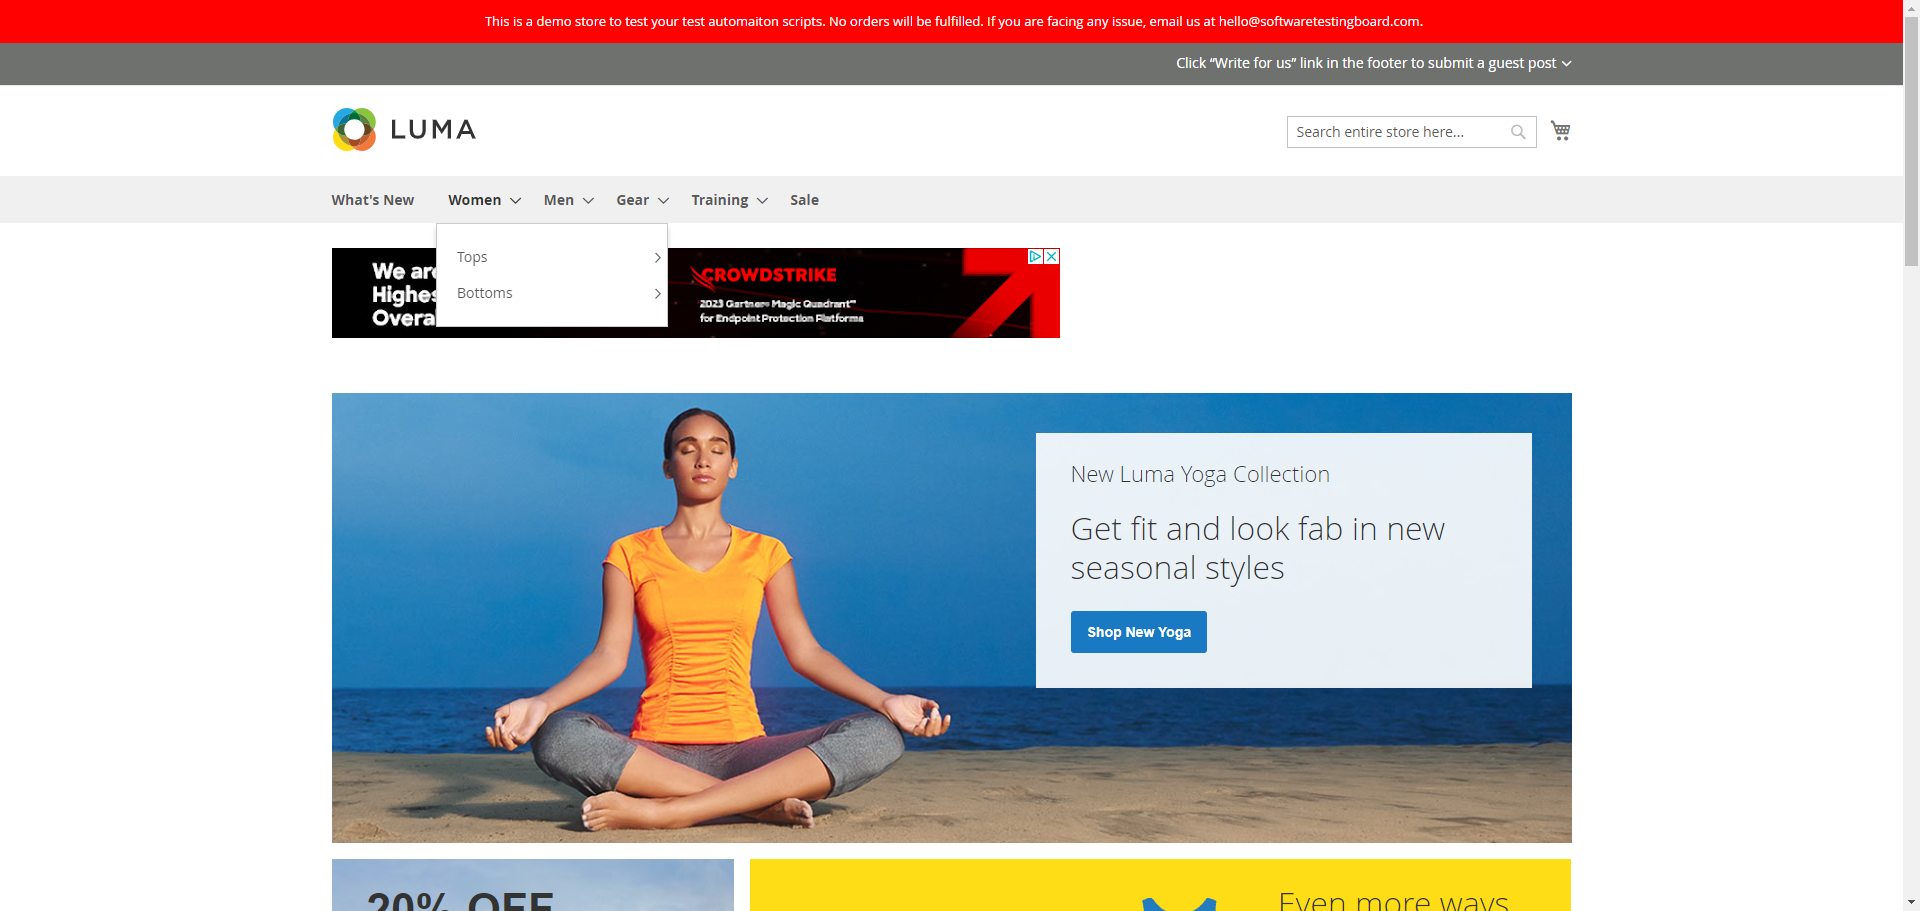 This is a demo store to test your test automaiton scripts. No orders will be fulfilled. If you are facing any issue, email us at hello@softwaretestingboard.com.
Click “Write for us” link in the footer to submit a guest post
LUMA
Search entire store here...
What's New Women Men Gear Training Sale
Tops
Bottoms
We are
Highes
Overa
CROWDSTRIKE
2023 Gartner® Magic Quadrant™
for Endpoint Protection Platforms
New Luma Yoga Collection
Get fit and look fab in new
seasonal styles
Shop New Yoga
20% OFF
Even more ways